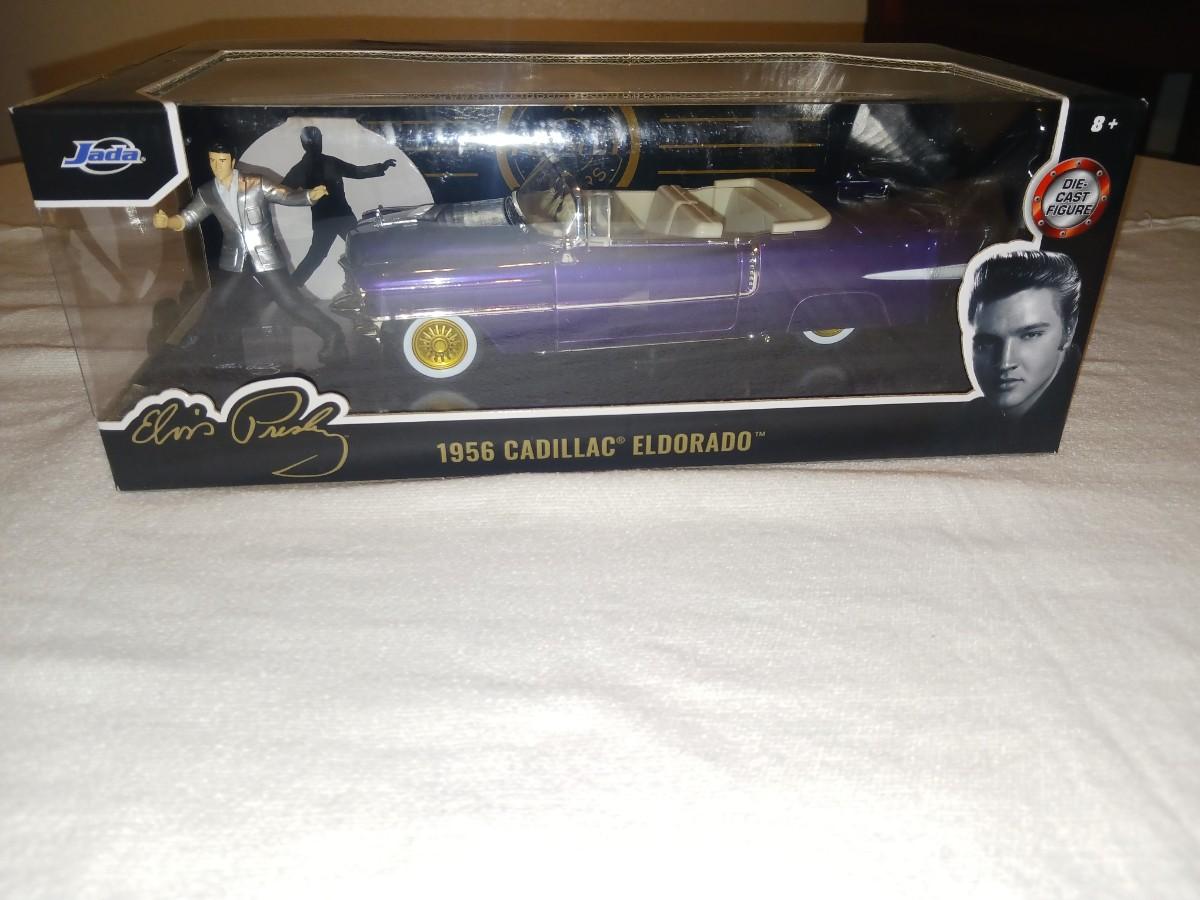 Jada
8+
DIE-
CAST
FIGURE
Elvis Presley
1956 CADILLAC® ELDORADO™